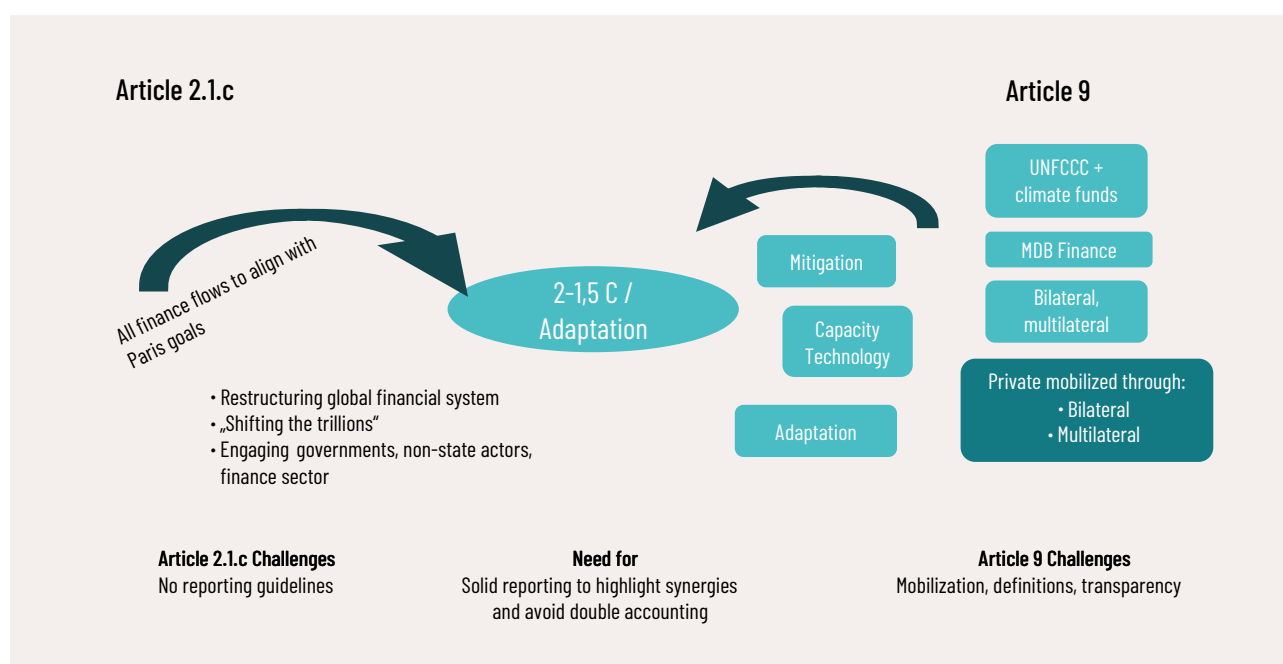 Article 2.1.c
All finance flows to align with
Paris goals
• Restructuring global financial system
• „Shifting the trillions“
• Engaging governments, non-state actors,
finance sector
2-1,5 C /
Adaptation
Mitigation
Capacity
Technology
Adaptation
Article 9
UNFCCC +
climate funds
MDB Finance
Bilateral,
multilateral
Private mobilized through:
• Bilateral
• Multilateral
Article 2.1.c Challenges
No reporting guidelines
Need for
Solid reporting to highlight synergies
and avoid double accounting
Article 9 Challenges
Mobilization, definitions, transparency